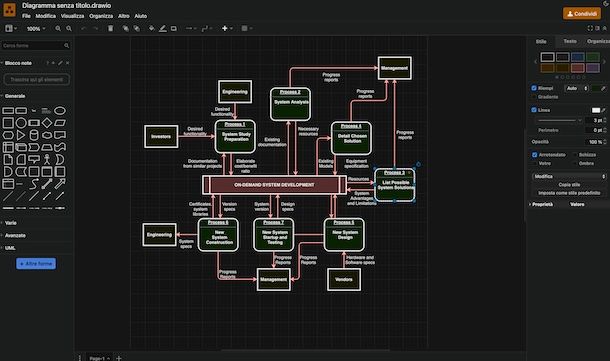 Diagramma senza titolo.drawio
File Modifica Visualizza Organizza Altro Aiuto
Condividi
100%
Cerca forme
Blocco note
Trascina qui gli elementi
Generale
Varie
Avanzate
UML
+ Altre forme
Engineering
Desired
functionality
Investors
Desired
functionality
Process 1
System Study
Preparation
Process 2
System Analysis
Management
Progress
reports
Progress
reports
Process 4
Detail Chosen
Solution
Progress
reports
Existing
documentation
Necessary
resources
Documentation
from similar projects
Elaborate
cost/benefit
ratio
Existing
Models
Equipment
specification
ON-DEMAND SYSTEM DEVELOPMENT
Resources
System
Advantages
and Limitations
Process 3
List Possible
System Solutions
Certificates,
system
libraries
Version
specs
System
version
Design
specs
Engineering
System
specs
Process 6
New
System
Construction
Process 7
New System
Startup and
Testing
Process 5
New System
Design
Progress
Reports
Progress
Reports
Progress
Reports
Hardware and
Software
specs
Management
Vendors
Stile Testo Organizza
Riempi Auto
Gradiente
Linea
3 pt
Perimetro 0 pt
Opacità 100 %
Arrotondato Schizzo
Vetro Ombra
Modifica
Copia stile
Imposta come stile predefinito
Proprietà Valore
Page-1